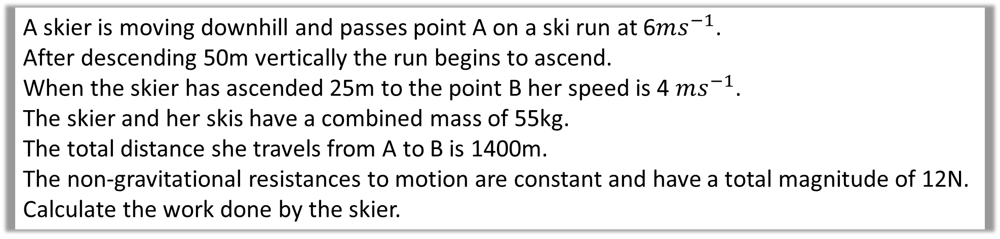 A skier is moving downhill and passes point A on a ski run at 6ms⁻¹.
After descending 50m vertically the run begins to ascend.
When the skier has ascended 25m to the point B her speed is 4 ms⁻¹.
The skier and her skis have a combined mass of 55kg.
The total distance she travels from A to B is 1400m.
The non-gravitational resistances to motion are constant and have a total magnitude of 12N.
Calculate the work done by the skier.